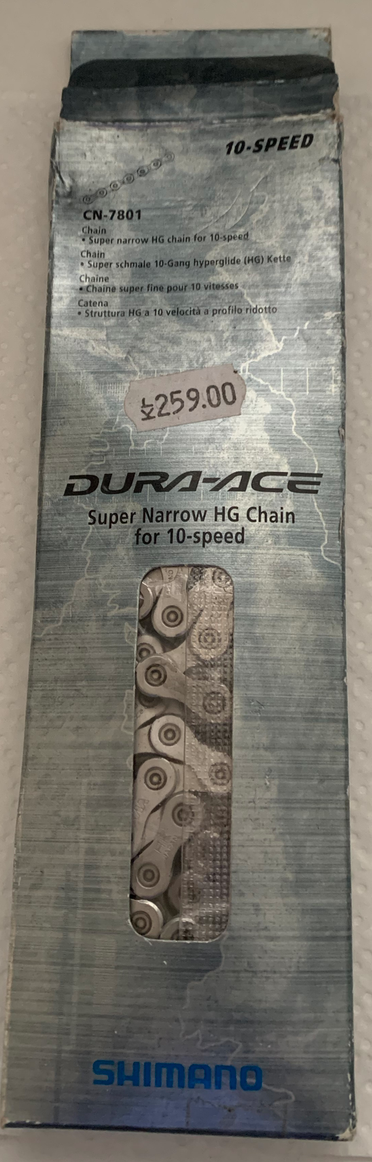 10-SPEED
CN-7801
Chain
• Super narrow HG chain for 10-speed
Chain
• Super schmale 10-Gang hyperglide (HG) Kette
Chaîne
• Chaîne super fine pour 10 vitesses
Catena
• Struttura HG a 10 velocità a profilo ridotto
259.00
DURA-ACE
Super Narrow HG Chain
for 10-speed
SHIMANO